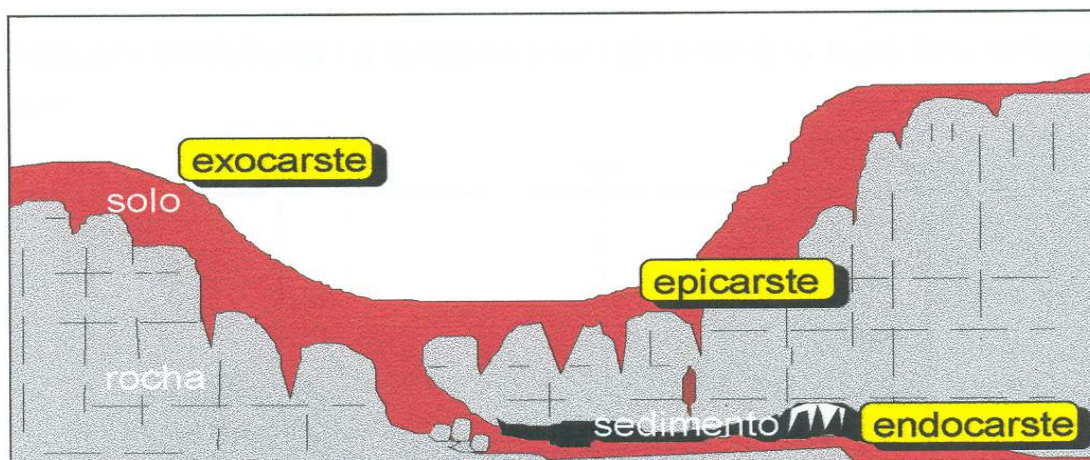 exocarste
solo
epicarste
rocha
sedimento
endocarste